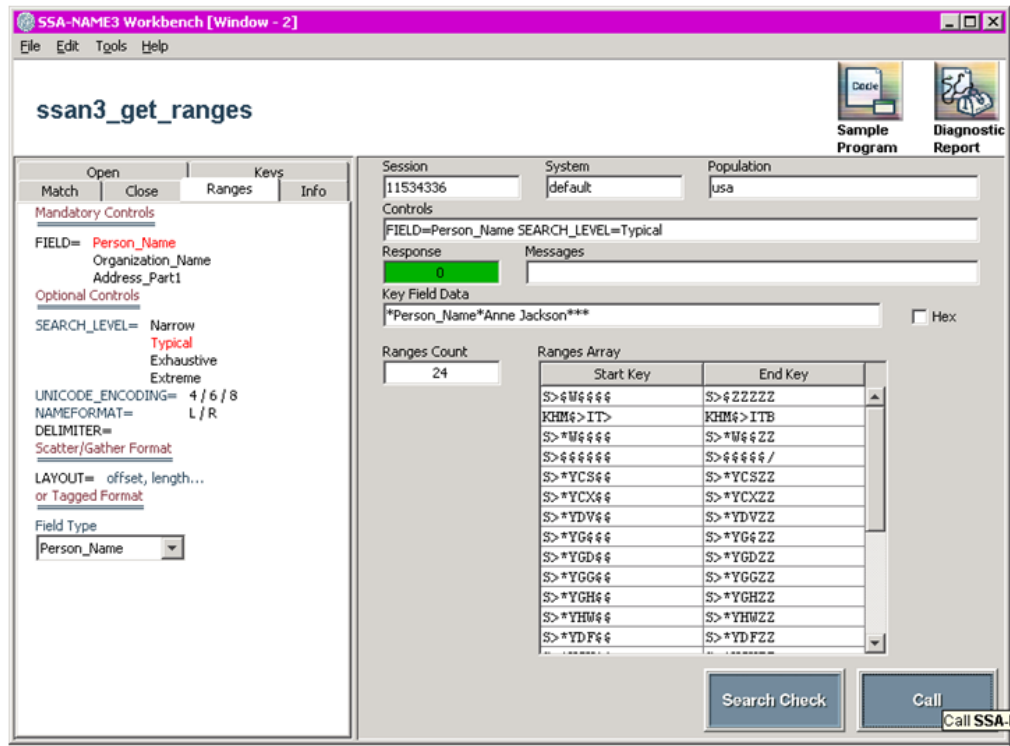 SSA-NAME3 Workbench [Window - 2]
File Edit Tools Help
ssan3_get_ranges
Code
Sample Program
Diagnostic Report
Open Keys
Match Close Ranges Info
Mandatory Controls
FIELD= Person_Name
Organization_Name
Address_Part1
Optional Controls
SEARCH_LEVEL= Narrow
Typical
Exhaustive
Extreme
UNICODE_ENCODING= 4 / 6 / 8
NAMEFORMAT= L / R
DELIMITER=
Scatter/Gather Format
LAYOUT= offset, length...
or Tagged Format
Field Type
Person_Name
Session System Population
11534336 default usa
Controls
FIELD=Person_Name SEARCH_LEVEL=Typical
Response Messages
0
Key Field Data
*Person_Name*Anne Jackson***
Hex
Ranges Count Ranges Array
24
Start Key End Key
S>$W$$$$ S>$ZZZZZ
KHM$>IT> KHM$>ITB
S>*W$$$$ S>*W$$ZZ
S>$$$$$$ S>$$$$$/
S>*YCS$$ S>*YCSZZ
S>*YCX$$ S>*YCXZZ
S>*YDV$$ S>*YDVZZ
S>*YG$$$ S>*YG$ZZ
S>*YGD$$ S>*YGDZZ
S>*YGG$$ S>*YGGZZ
S>*YGH$$ S>*YGHZZ
S>*YHW$$ S>*YHWZZ
S>*YDF$$ S>*YDFZZ
Search Check Call
Call SSA-